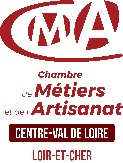 CMA
Chambre
de Métiers
et de l'Artisanat
CENTRE-VAL DE LOIRE
LOIR-ET-CHER